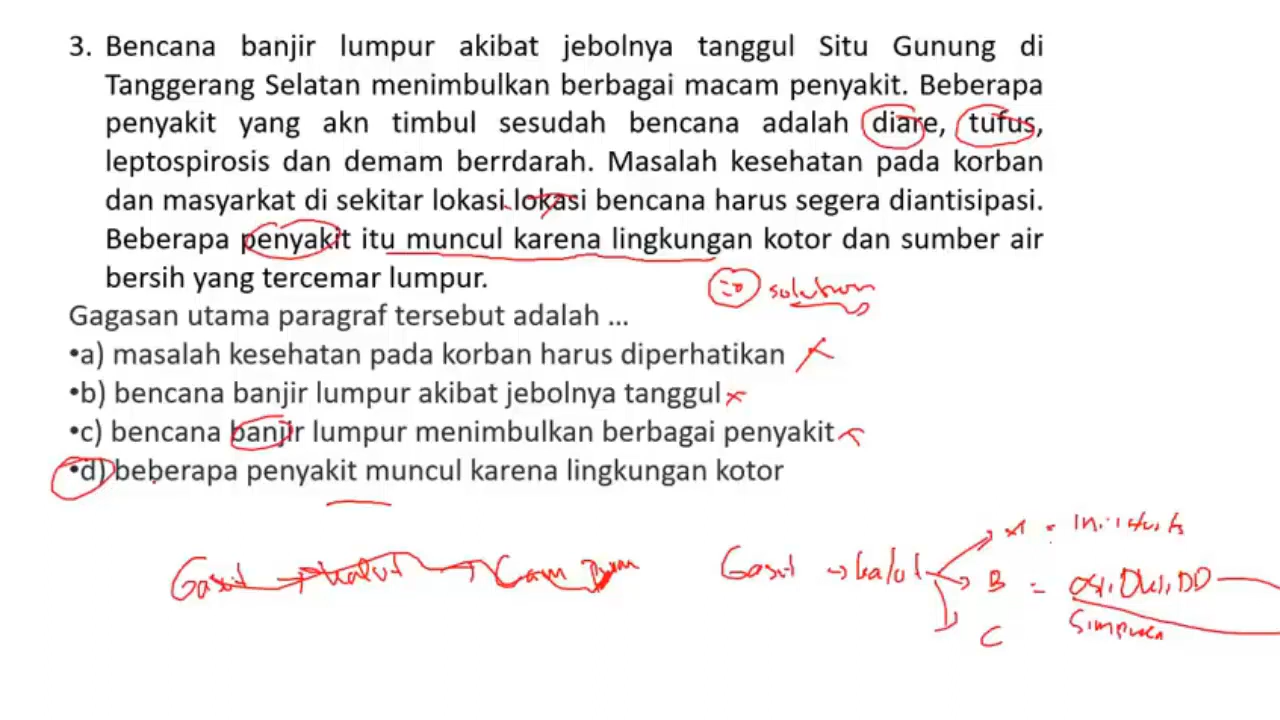 3. Bencana banjir lumpur akibat jebolnya tanggul Situ Gunung di
Tanggerang Selatan menimbulkan berbagai macam penyakit. Beberapa
penyakit yang akn timbul sesudah bencana adalah diare, tufus,
leptospirosis dan demam berrdarah. Masalah kesehatan pada korban
dan masyarkat di sekitar lokasi lokasi bencana harus segera diantisipasi.
Beberapa penyakit itu muncul karena lingkungan kotor dan sumber air
bersih yang tercemar lumpur.
solution
Gagasan utama paragraf tersebut adalah ...
•a) masalah kesehatan pada korban harus diperhatikan
•b) bencana banjir lumpur akibat jebolnya tanggul
•c) bencana banjir lumpur menimbulkan berbagai penyakit
•d) beberapa penyakit muncul karena lingkungan kotor
B =
C